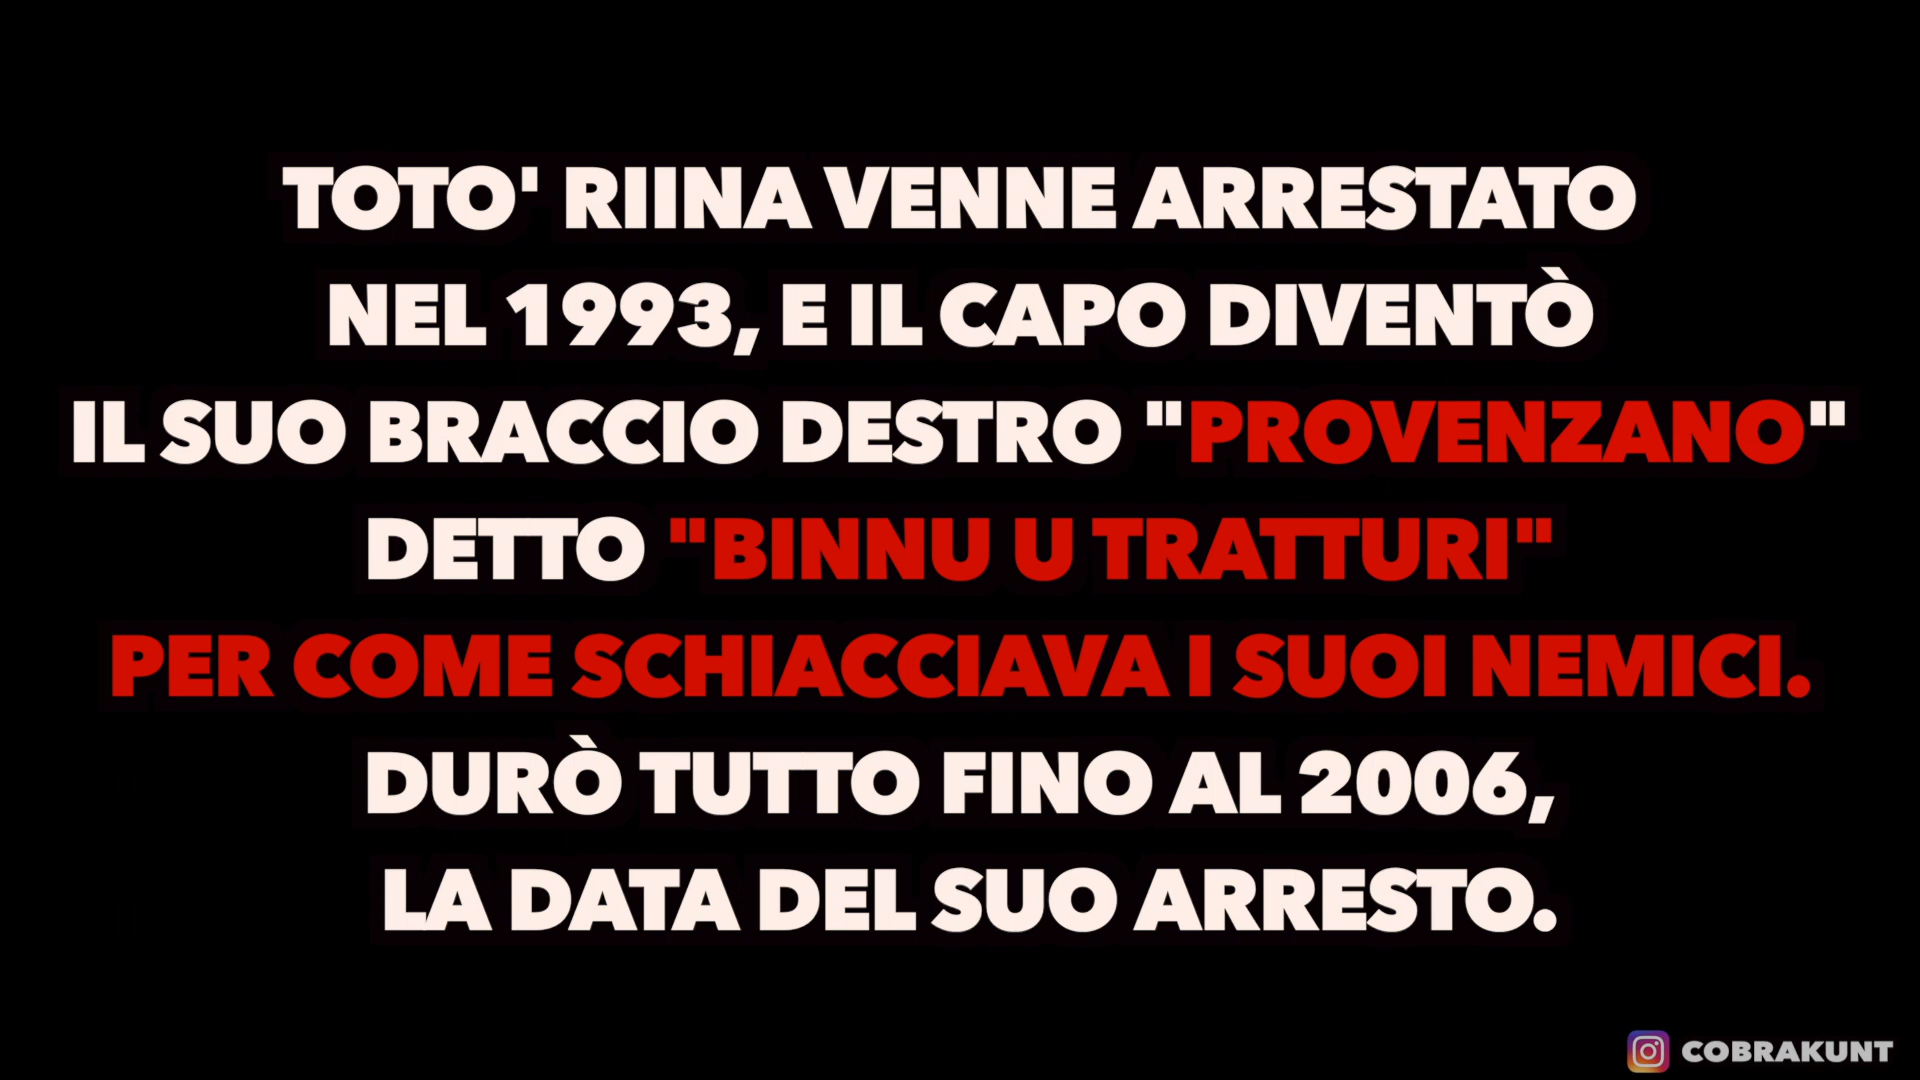 TOTO' RIINA VENNE ARRESTATO
NEL 1993, E IL CAPO DIVENTÒ
IL SUO BRACCIO DESTRO "PROVENZANO"
DETTO "BINNU U TRATTURI"
PER COME SCHIACCIAVA I SUOI NEMICI.
DURÒ TUTTO FINO AL 2006,
LA DATA DEL SUO ARRESTO.
COBRAKUNT